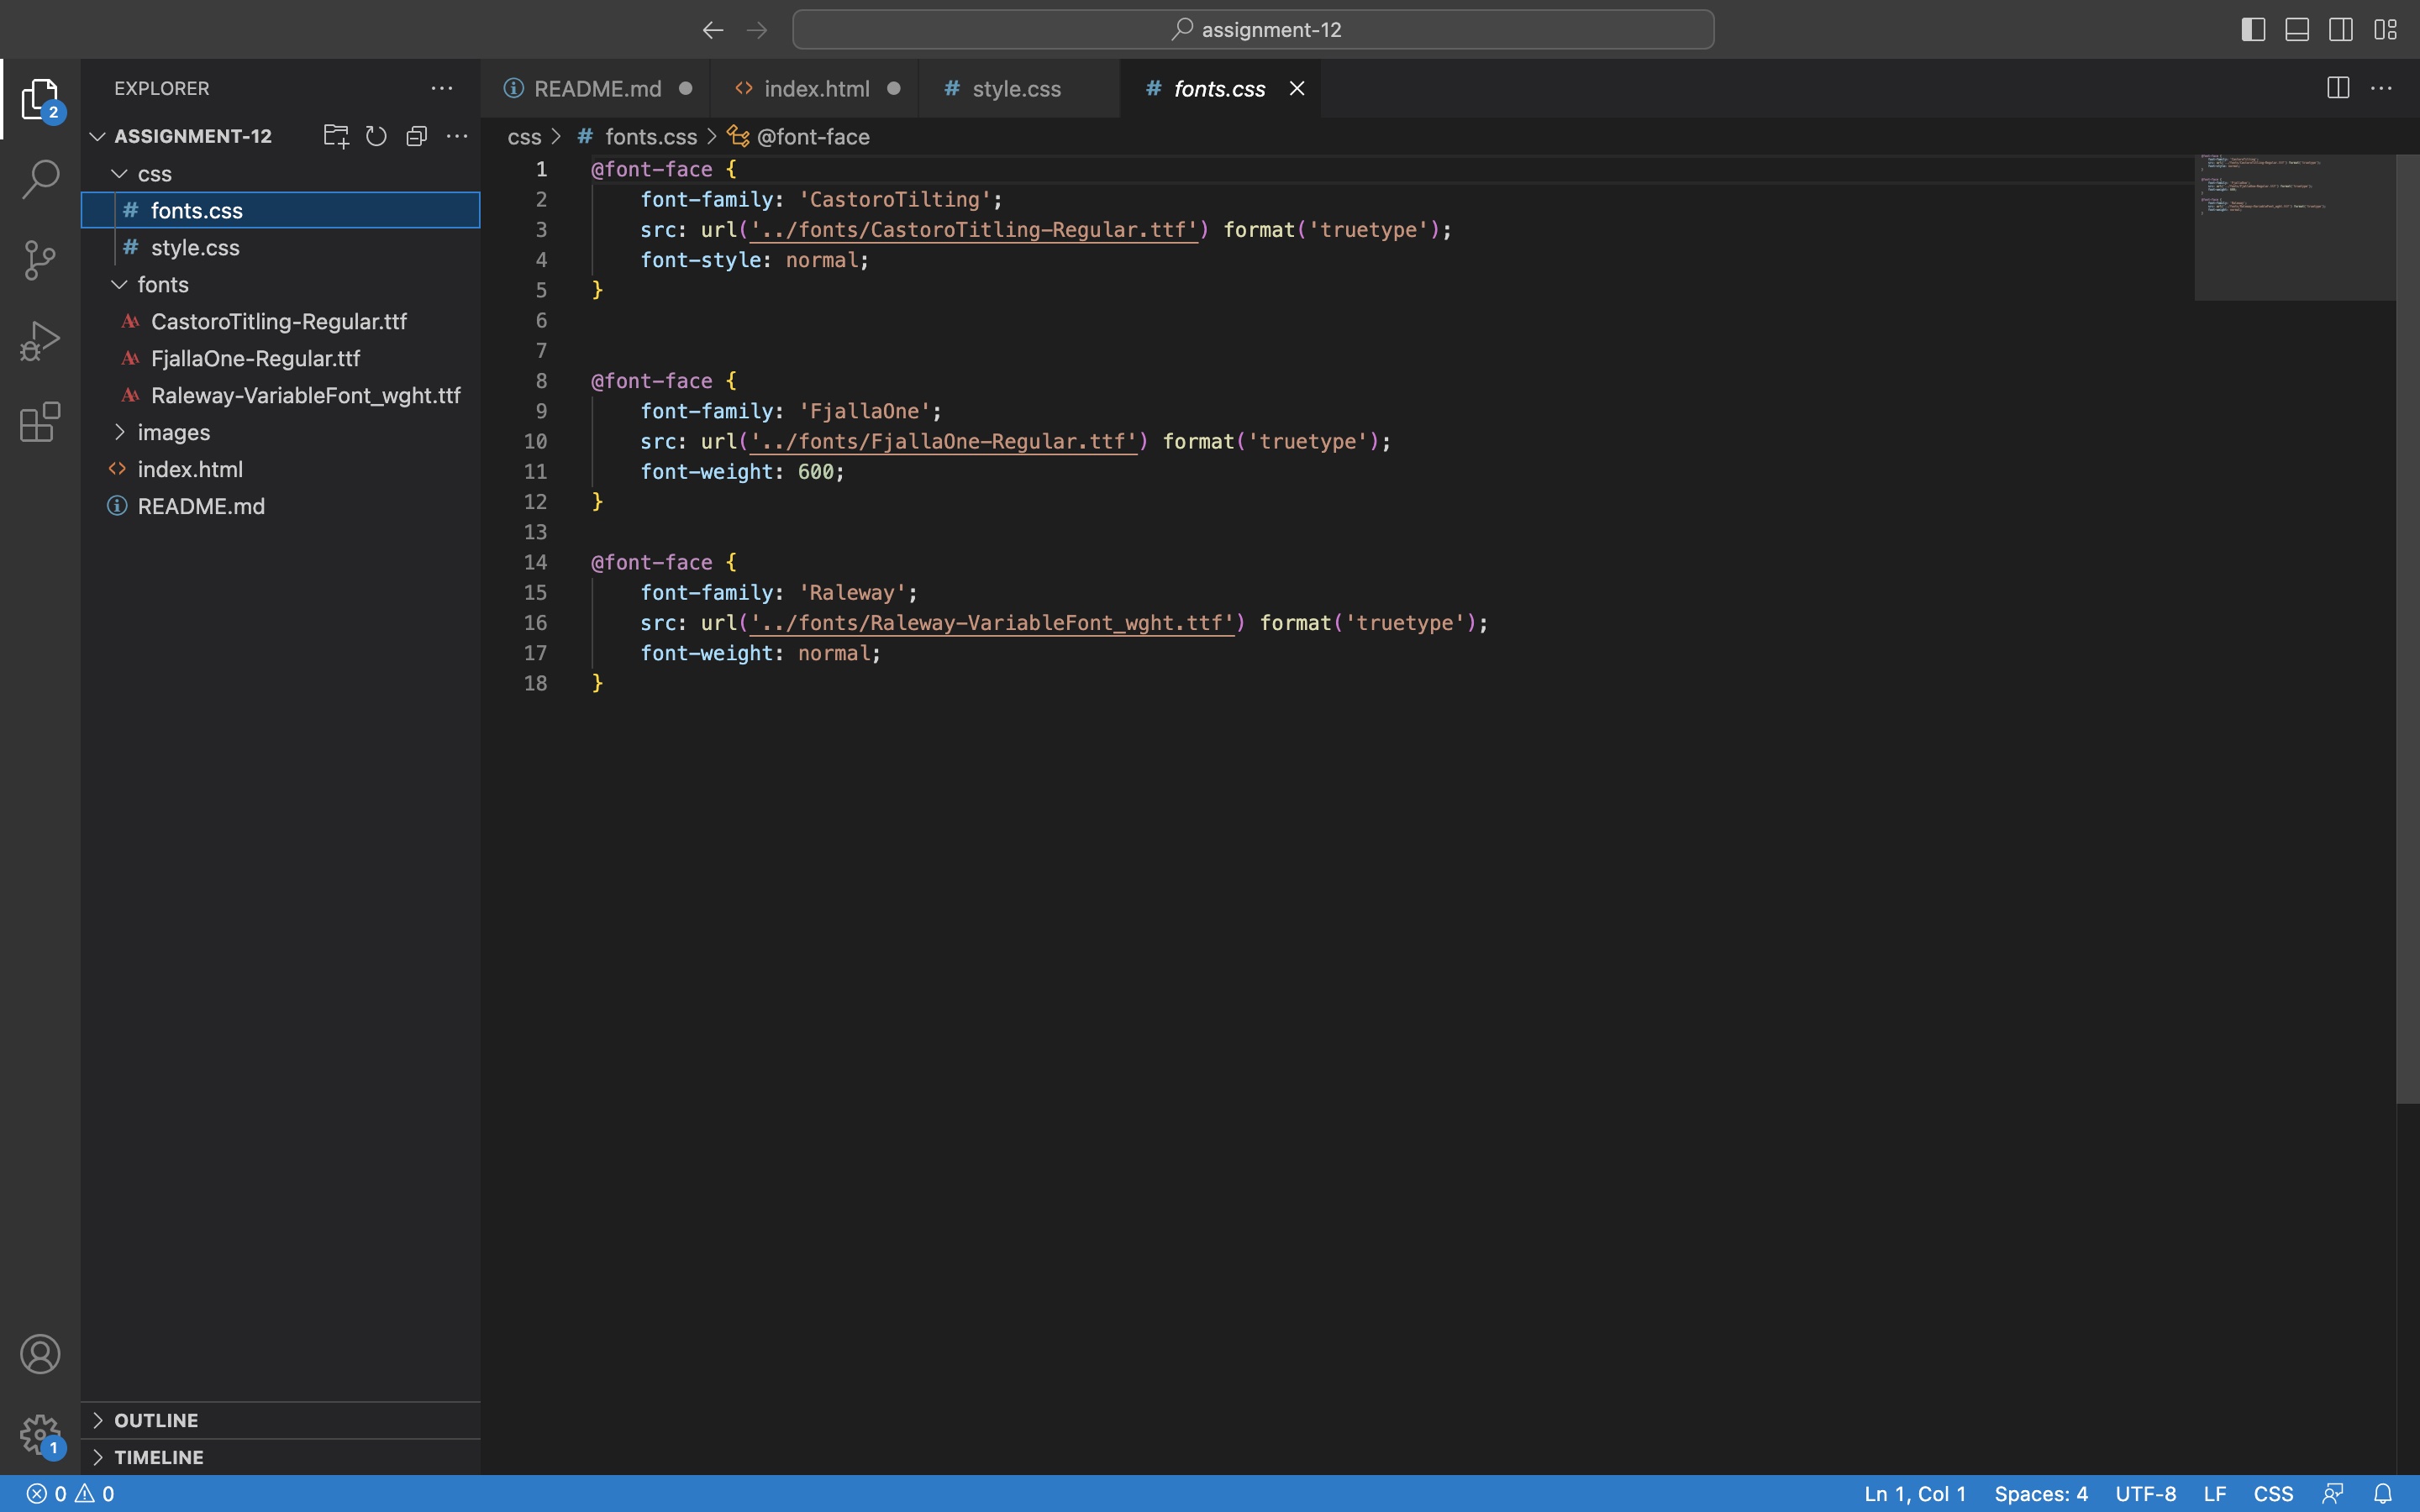 assignment-12
EXPLORER
README.md
index.html
style.css
fonts.css
2
ASSIGNMENT-12
css
fonts.css
style.css
fonts
CastoroTitling-Regular.ttf
FjallaOne-Regular.ttf
Raleway-VariableFont_wght.ttf
images
index.html
README.md
css > # fonts.css > @font-face
1 @font-face {
2 font-family: 'CastoroTilting';
3 src: url('../fonts/CastoroTitling-Regular.ttf') format('truetype');
4 font-style: normal;
5 }
6
7
8 @font-face {
9 font-family: 'FjallaOne';
10 src: url('../fonts/FjallaOne-Regular.ttf') format('truetype');
11 font-weight: 600;
12 }
13
14 @font-face {
15 font-family: 'Raleway';
16 src: url('../fonts/Raleway-VariableFont_wght.ttf') format('truetype');
17 font-weight: normal;
18 }
OUTLINE
TIMELINE
1
0 0
Ln 1, Col 1 Spaces: 4 UTF-8 LF CSS